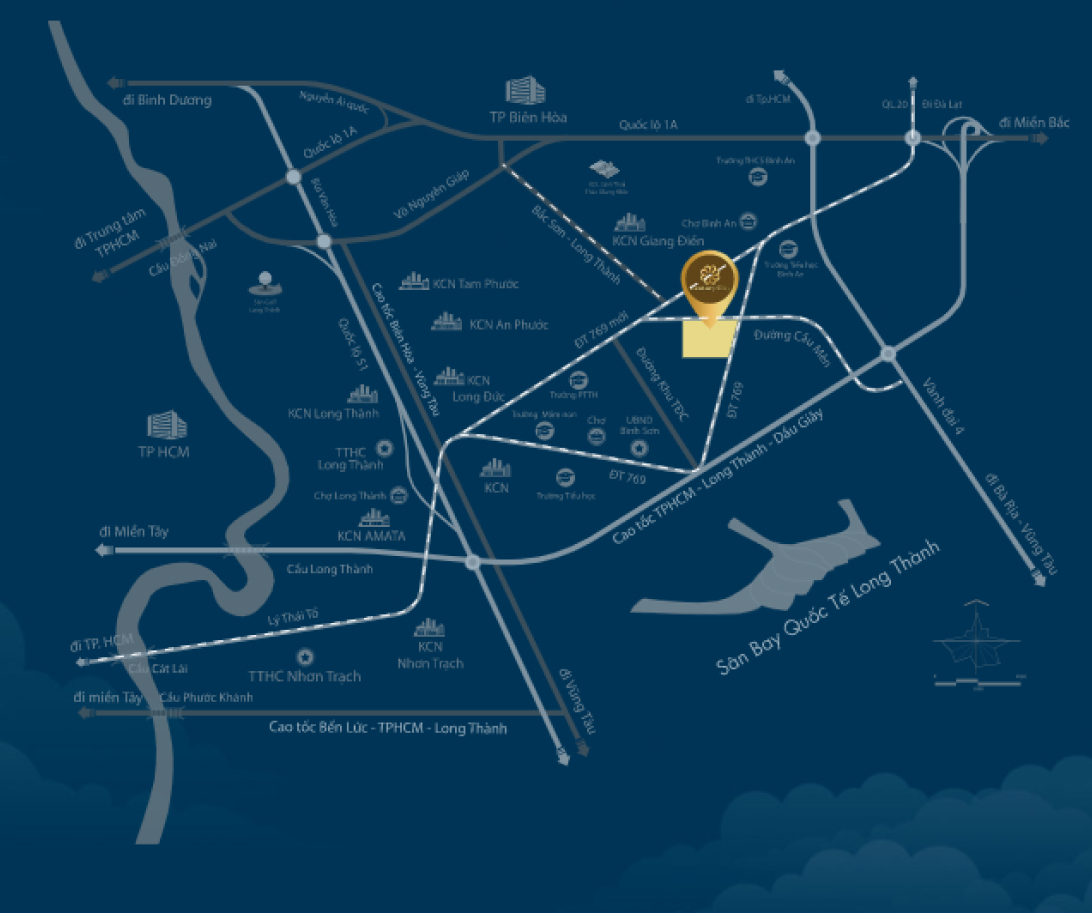 đi Bình Dương
Nguyễn Ái quốc
TP Biên Hòa
Quốc lộ 1A
đi Tp.HCM
QL 20
Đi Đà Lạt
đi Miền Bắc
Quốc lộ 1A
Bùi Văn Hòa
Võ Nguyên Giáp
Trường THCS Bình An
đi Trung tâm
TPHCM
Cầu Đồng Nai
Bắc Sơn - Long Thành
KCN Giang Điền
Chợ Bình An
Trường Tiểu học
Bình An
Sân Golf
Long Thành
KCN Tam Phước
Cao tốc Biên Hòa - Vũng Tàu
KCN An Phước
Quốc lộ 51
ĐT 769 mới
Đường Cầu Mên
KCN
Long Đức
Đường Khu TĐC
KCN Long Thành
Trường PTTH
ĐT 769
Vành đai 4
Trường Mầm non
Chợ
UBND
Bình Sơn
TP HCM
TTHC
Long Thành
KCN
ĐT 769
Trường Tiểu học
Chợ Long Thành
KCN AMATA
Cao tốc TPHCM - Long Thành - Dầu Giây
đi Bà Rịa - Vũng Tàu
đi Miền Tây
Cầu Long Thành
Sân Bay Quốc Tế Long Thành
Lý Thái Tổ
đi TP. HCM
Cầu Cát Lái
KCN
Nhơn Trạch
TTHC Nhơn Trạch
đi miền Tây
Cầu Phước Khánh
đi Vũng Tàu
Cao tốc Bến Lức - TPHCM - Long Thành